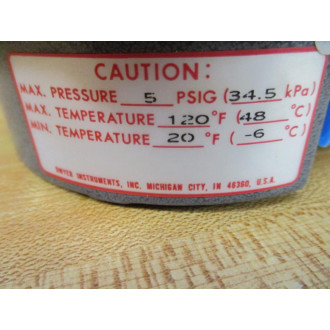 CAUTION:
MAX. PRESSURE 5 PSIG (34.5 kPa)
MAX. TEMPERATURE 120 °F (48 °C)
MIN. TEMPERATURE 20 °F (-6 °C)
DWYER INSTRUMENTS, INC. MICHIGAN CITY, IN 46360, U.S.A.